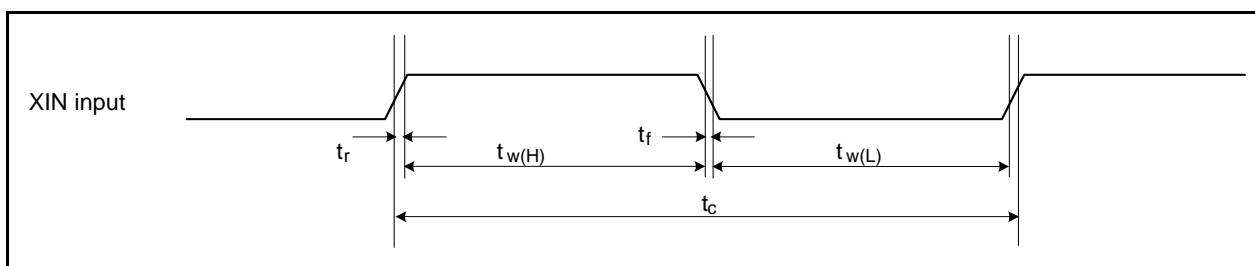 XIN input
tr
tw(H)
tf
tw(L)
tc